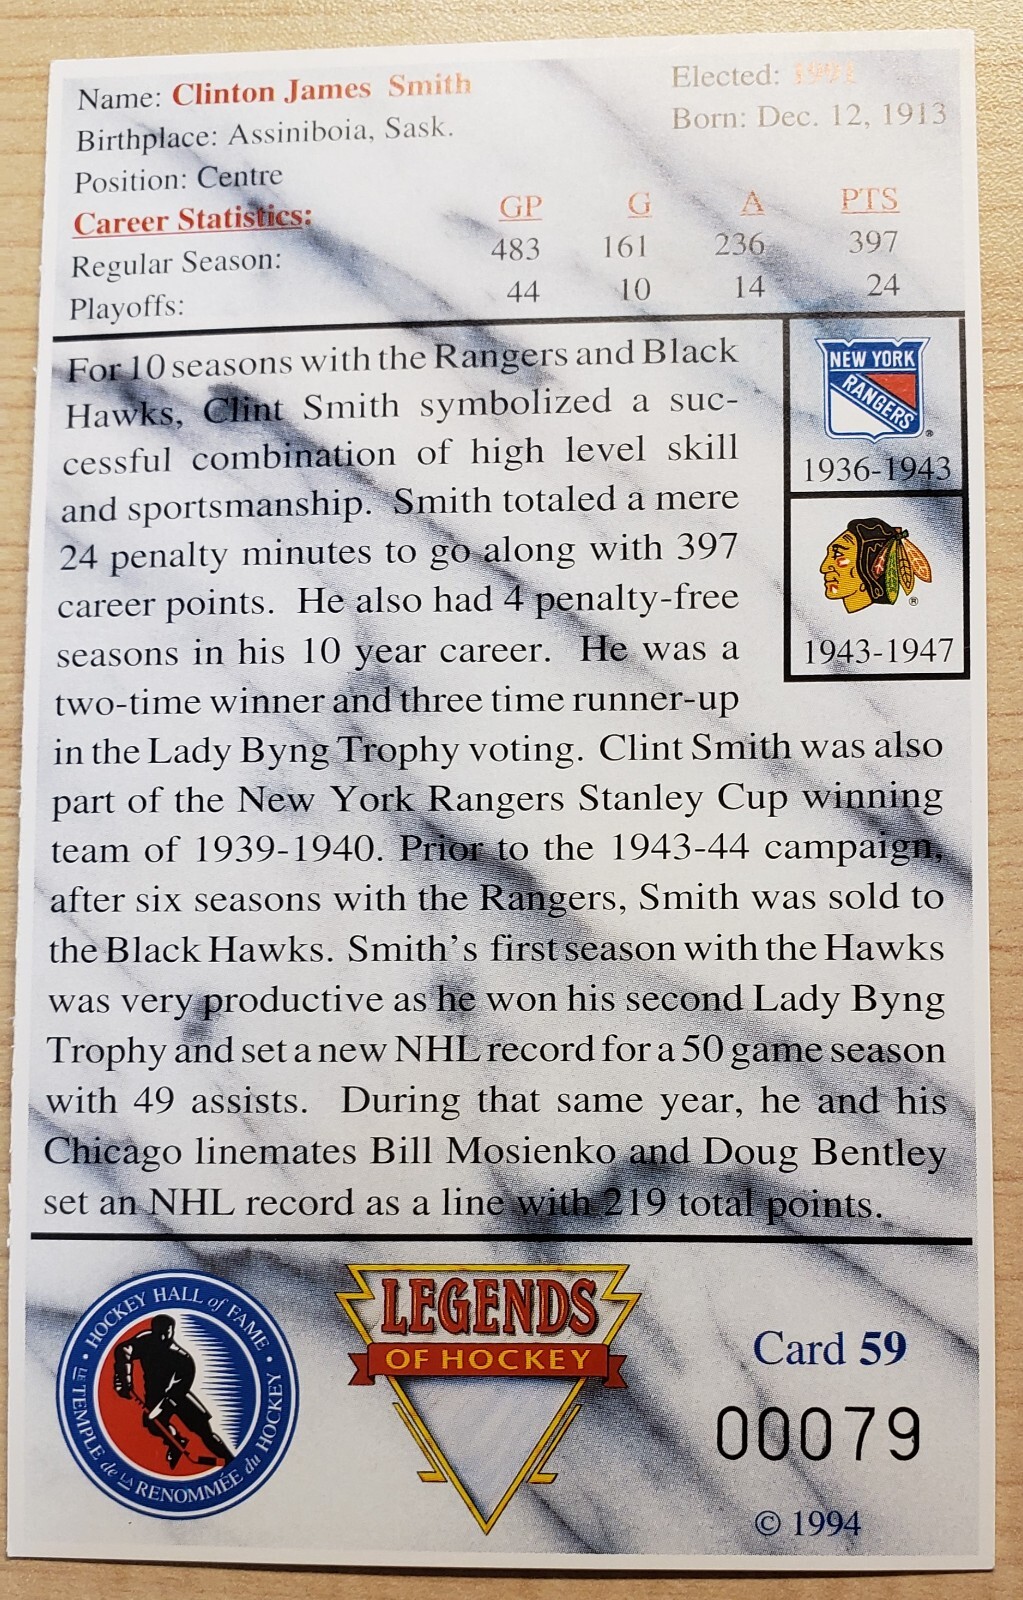 Name: Clinton James Smith
Elected: 1991
Birthplace: Assiniboia, Sask.
Born: Dec. 12, 1913
Position: Centre
Career Statistics: GP G A PTS
Regular Season: 483 161 236 397
Playoffs: 44 10 14 24
For 10 seasons with the Rangers and Black
Hawks, Clint Smith symbolized a suc-
cessful combination of high level skill
and sportsmanship. Smith totaled a mere
24 penalty minutes to go along with 397
career points. He also had 4 penalty-free
seasons in his 10 year career. He was a
two-time winner and three time runner-up
in the Lady Byng Trophy voting. Clint Smith was also
part of the New York Rangers Stanley Cup winning
team of 1939-1940. Prior to the 1943-44 campaign,
after six seasons with the Rangers, Smith was sold to
the Black Hawks. Smith's first season with the Hawks
was very productive as he won his second Lady Byng
Trophy and set a new NHL record for a 50 game season
with 49 assists. During that same year, he and his
Chicago linemates Bill Mosienko and Doug Bentley
set an NHL record as a line with 219 total points.
NEW YORK
RANGERS
®
1936-1943
®
1943-1947
HOCKEY HALL of FAME
LE TEMPLE de LA RENOMMÉE du HOCKEY
LEGENDS
OF HOCKEY
Card 59
00079
© 1994